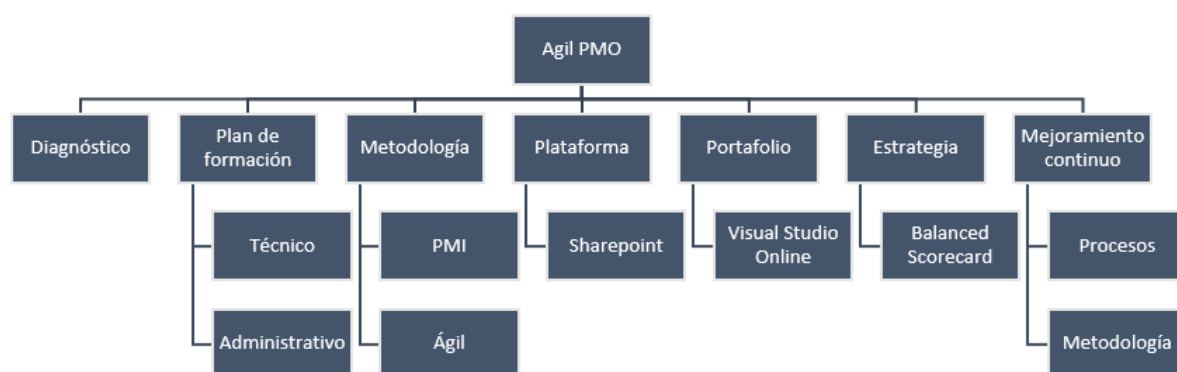 Agil PMO
Diagnóstico
Plan de
formación
Metodología
Plataforma
Portafolio
Estrategia
Mejoramiento
continuo
Técnico
PMI
Sharepoint
Visual Studio
Online
Balanced
Scorecard
Procesos
Administrativo
Ágil
Metodología